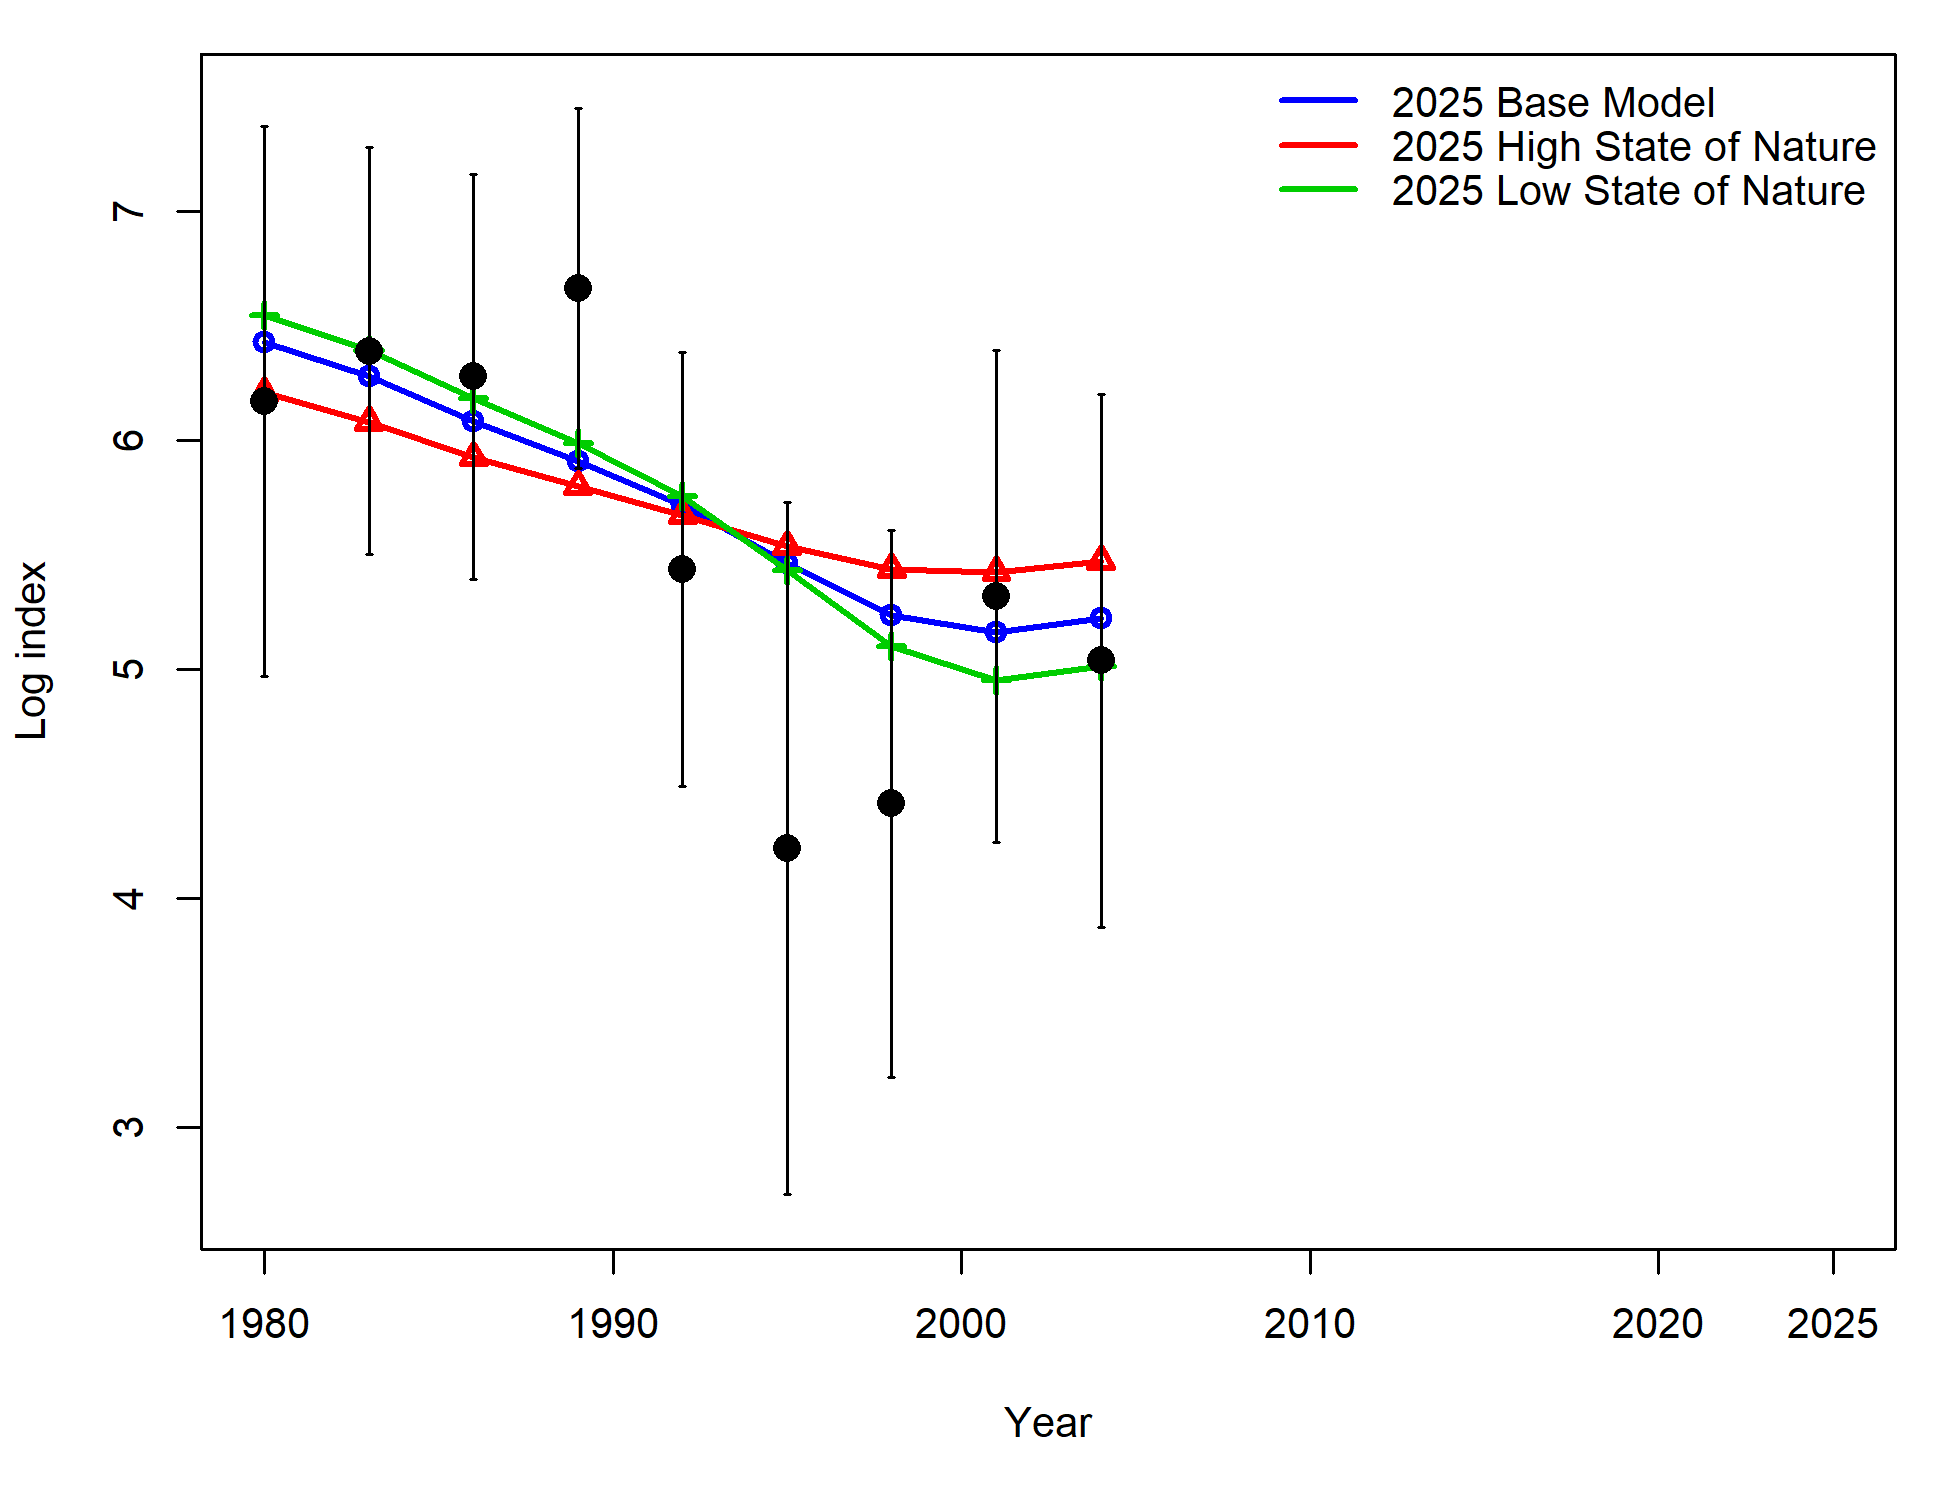 2025 Base Model
2025 High State of Nature
2025 Low State of Nature
7
6
5
4
3
Log index
1980 1990 2000 2010 2020 2025
Year